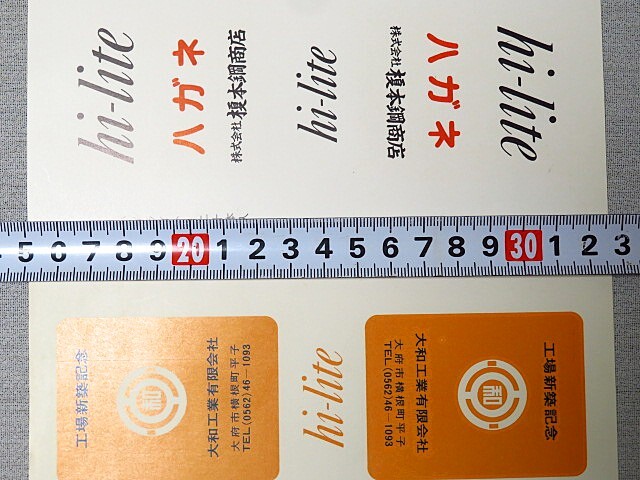 hi-lite
ハガネ
株式会社 榎本鋼商店
hi-lite
株式会社 榎本鋼商店
ハガネ
hi-lite
5 6 7 8 9 20 1 2 3 4 5 6 7 8 9 30 1 2 3
工場新築記念
和
大和工業有限会社
大府市横根町平子
TEL(0562)46-1093
hi-lite
工場新築記念
和
大和工業有限会社
大府市横根町平子
TEL(0562)46-1093